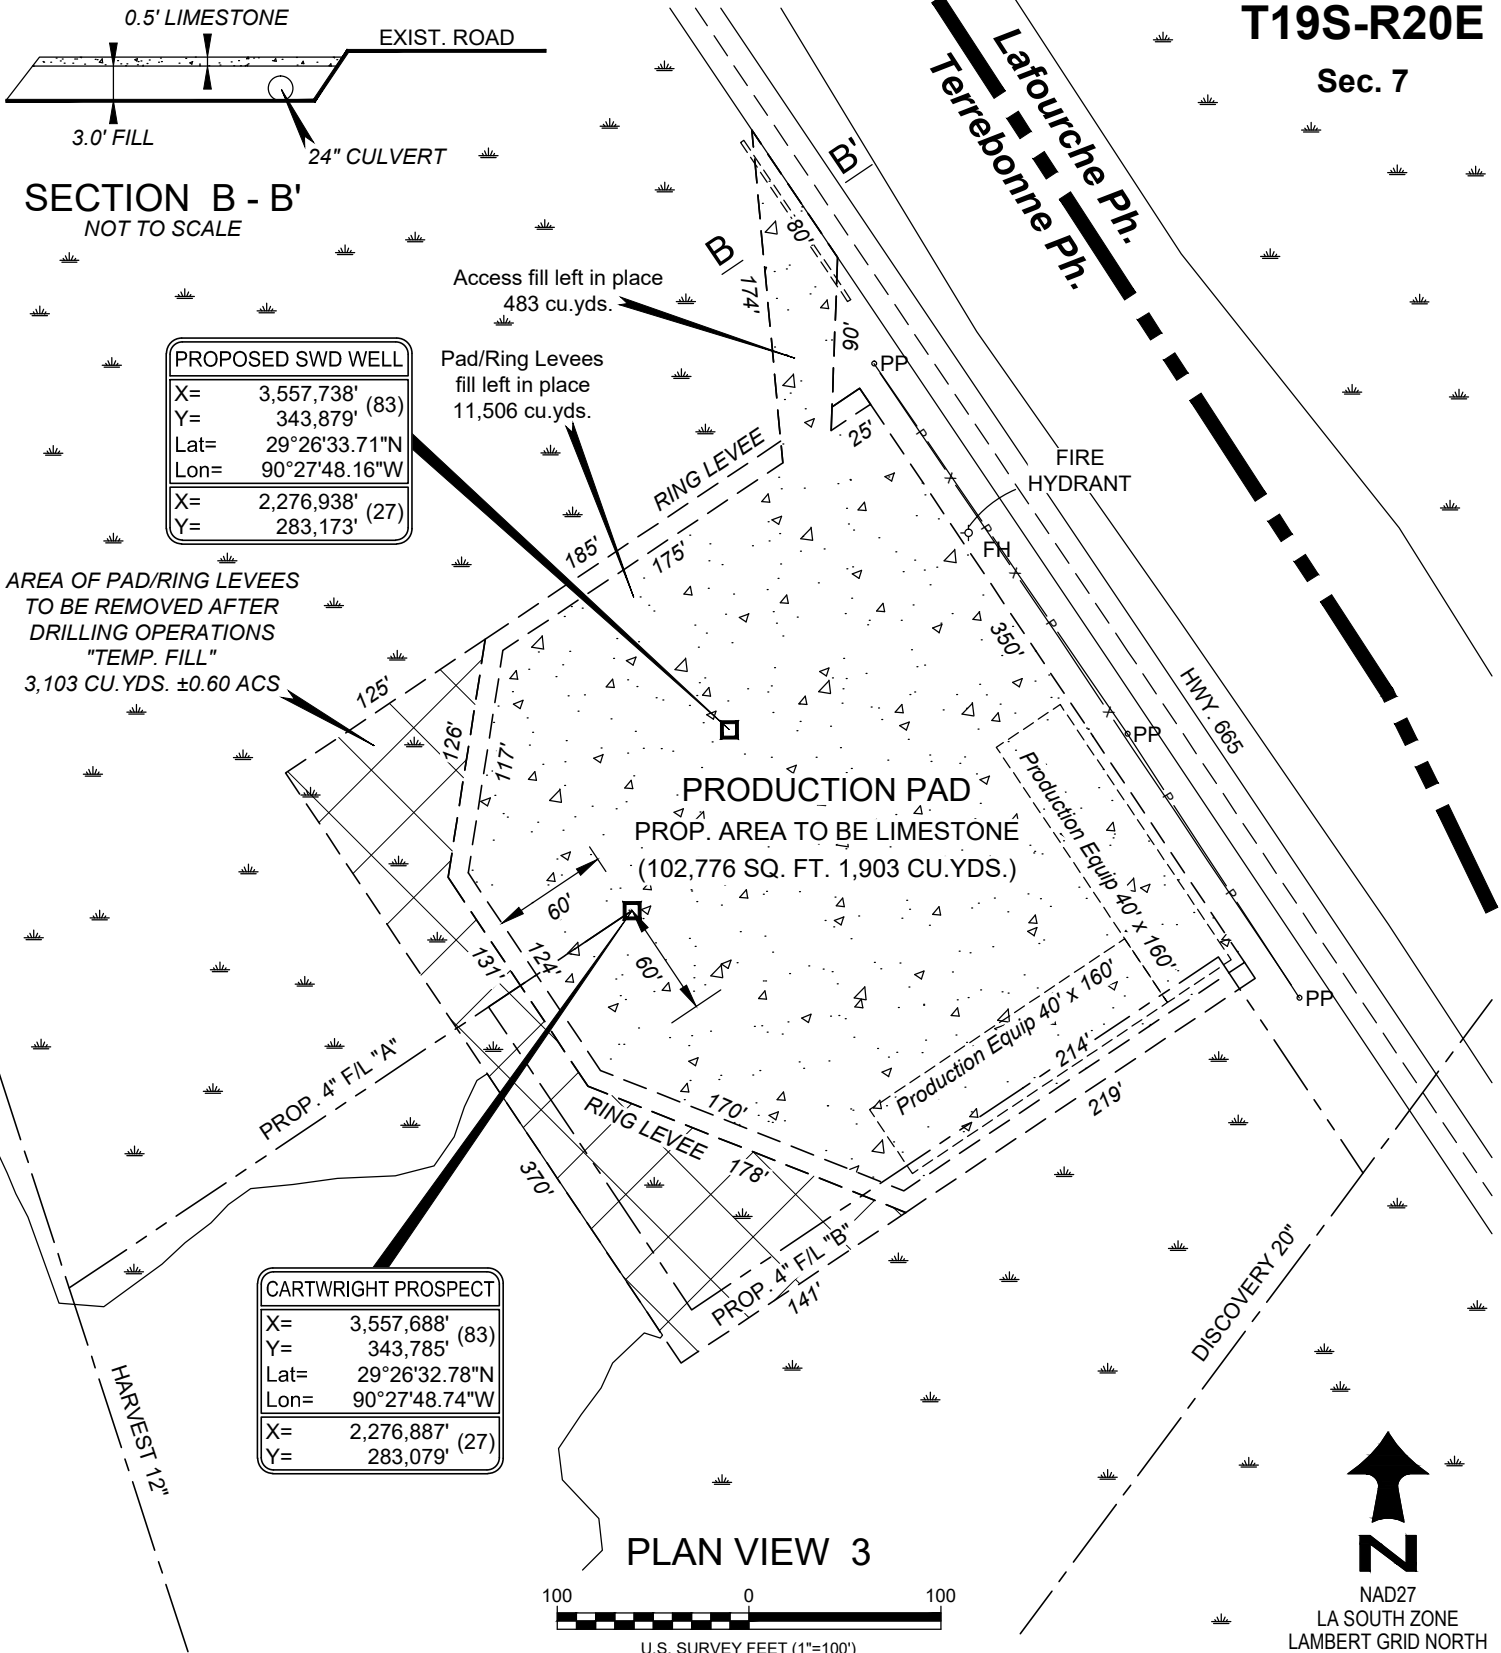 0.5' LIMESTONE
EXIST. ROAD
3.0' FILL
24" CULVERT
SECTION B - B'
NOT TO SCALE
T19S-R20E
Sec. 7
Lafourche Ph.
Terrebonne Ph.
B'
B
80'
174'
90'
Access fill left in place
483 cu.yds.
Pad/Ring Levees
fill left in place
11,506 cu.yds.
PROPOSED SWD WELL
X= 3,557,738' (83)
Y= 343,879'
Lat= 29°26'33.71"N
Lon= 90°27'48.16"W
X= 2,276,938' (27)
Y= 283,173'
PP
25'
RING LEVEE
FIRE
HYDRANT
FH
P
P
P
P
P
X
X
X
185'
175'
350'
AREA OF PAD/RING LEVEES
TO BE REMOVED AFTER
DRILLING OPERATIONS
"TEMP. FILL"
3,103 CU.YDS. ±0.60 ACS
125'
126'
117'
HWY. 665
PP
PRODUCTION PAD
PROP. AREA TO BE LIMESTONE
(102,776 SQ. FT. 1,903 CU.YDS.)
Production Equip 40' x 160'
60'
60'
131'
124'
Production Equip 40' x 160'
PP
214'
219'
PROP. 4" F/L "A"
RING LEVEE
170'
178'
370'
PROP. 4" F/L "B"
141'
DISCOVERY 20"
CARTWRIGHT PROSPECT
X= 3,557,688' (83)
Y= 343,785'
Lat= 29°26'32.78"N
Lon= 90°27'48.74"W
X= 2,276,887' (27)
Y= 283,079'
HARVEST 12"
PLAN VIEW 3
100 0 100
U.S. SURVEY FEET (1"=100')
N
NAD27
LA SOUTH ZONE
LAMBERT GRID NORTH